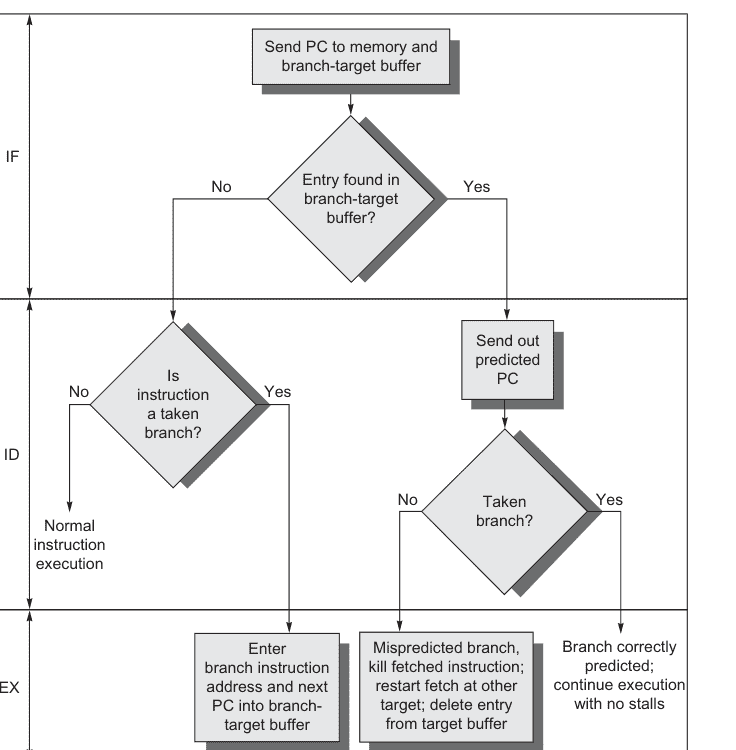 Send PC to memory and
branch-target buffer
IF
No
Entry found in
branch-target
buffer?
Yes
Send out
predicted
PC
Is
instruction
a taken
branch?
No
Yes
ID
Taken
branch?
No
Yes
Normal
instruction
execution
EX
Enter
branch instruction
address and next
PC into branch-
target buffer
Mispredicted branch,
kill fetched instruction;
restart fetch at other
target; delete entry
from target buffer
Branch correctly
predicted;
continue execution
with no stalls